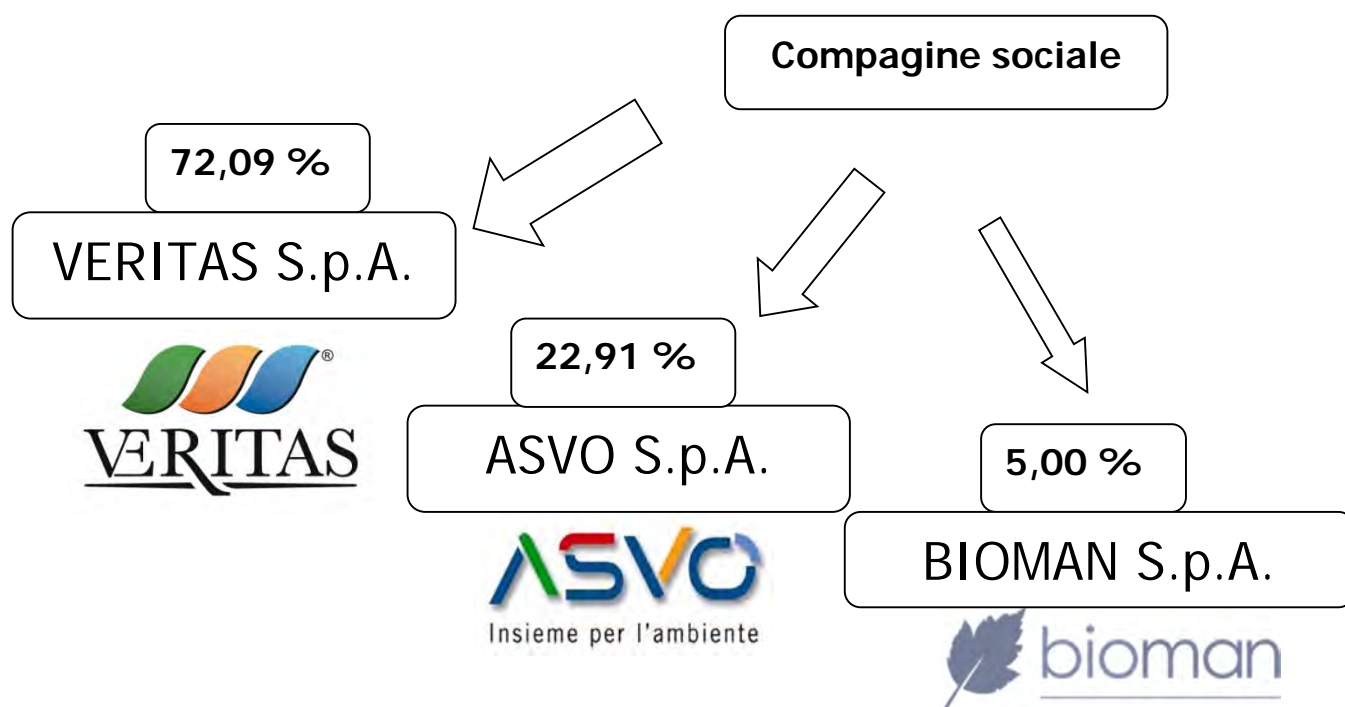 Compagine sociale
72,09 %
VERITAS S.p.A.
®
VERITAS
22,91 %
ASVO S.p.A.
ASVO
Insieme per l'ambiente
5,00 %
BIOMAN S.p.A.
bioman